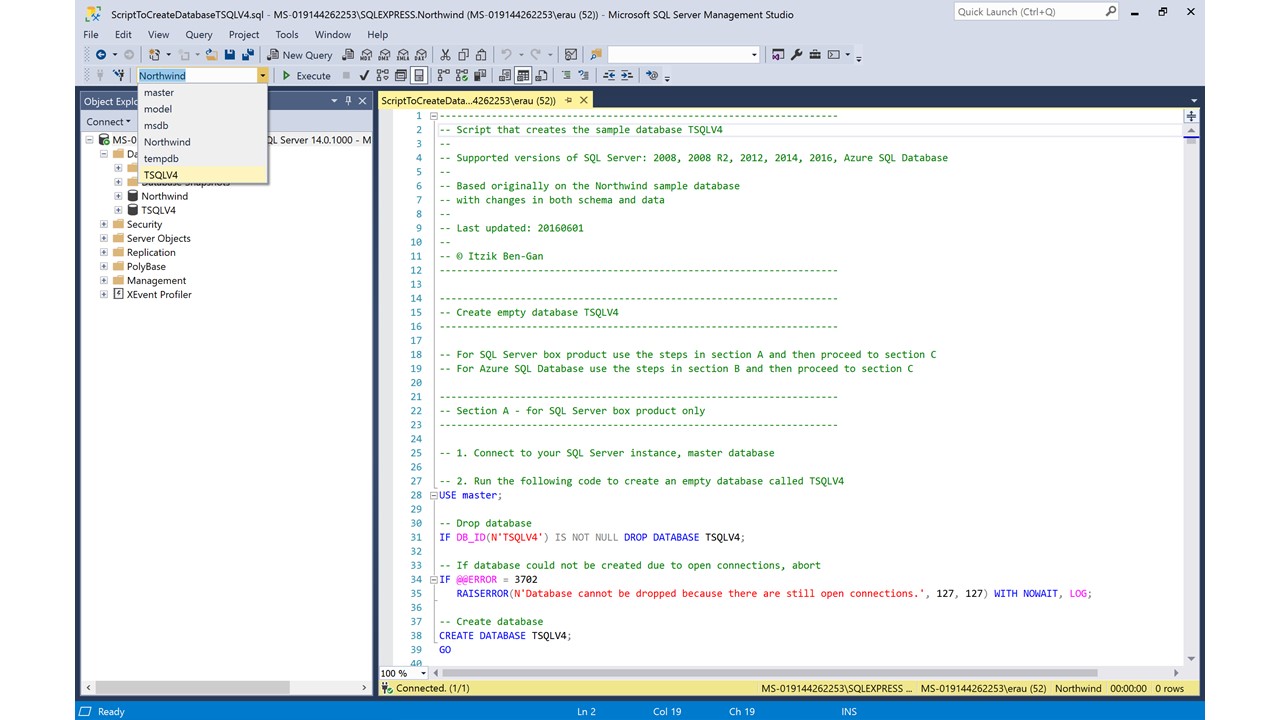 ScriptToCreateDatabaseTSQLV4.sql - MS-019144262253\SQLEXPRESS.Northwind (MS-019144262253\erau (52)) - Microsoft SQL Server Management Studio
Quick Launch (Ctrl+Q)
File Edit View Query Project Tools Window Help
New Query
Northwind
Execute
master
model
msdb
Northwind
tempdb
TSQLV4
Object Explo
Connect
MS-0
QL Server 14.0.1000 - M
Da
Database Snapshots
Northwind
TSQLV4
Security
Server Objects
Replication
PolyBase
Management
XEvent Profiler
ScriptToCreateData...4262253\erau (52))
1 --------------------------------------------------------------------
2 -- Script that creates the sample database TSQLV4
3 --
4 -- Supported versions of SQL Server: 2008, 2008 R2, 2012, 2014, 2016, Azure SQL Database
5 --
6 -- Based originally on the Northwind sample database
7 -- with changes in both schema and data
8 --
9 -- Last updated: 20160601
10 --
11 -- © Itzik Ben-Gan
12 --------------------------------------------------------------------
13
14 --------------------------------------------------------------------
15 -- Create empty database TSQLV4
16 --------------------------------------------------------------------
17
18 -- For SQL Server box product use the steps in section A and then proceed to section C
19 -- For Azure SQL Database use the steps in section B and then proceed to section C
20
21 --------------------------------------------------------------------
22 -- Section A - for SQL Server box product only
23 --------------------------------------------------------------------
24
25 -- 1. Connect to your SQL Server instance, master database
26
27 -- 2. Run the following code to create an empty database called TSQLV4
28 USE master;
29
30 -- Drop database
31 IF DB_ID(N'TSQLV4') IS NOT NULL DROP DATABASE TSQLV4;
32
33 -- If database could not be created due to open connections, abort
34 IF @@ERROR = 3702
35 RAISERROR(N'Database cannot be dropped because there are still open connections.', 127, 127) WITH NOWAIT, LOG;
36
37 -- Create database
38 CREATE DATABASE TSQLV4;
39 GO
40
100 %
Connected. (1/1)
MS-019144262253\SQLEXPRESS ... MS-019144262253\erau (52) Northwind 00:00:00 0 rows
Ready
Ln 2 Col 19 Ch 19 INS